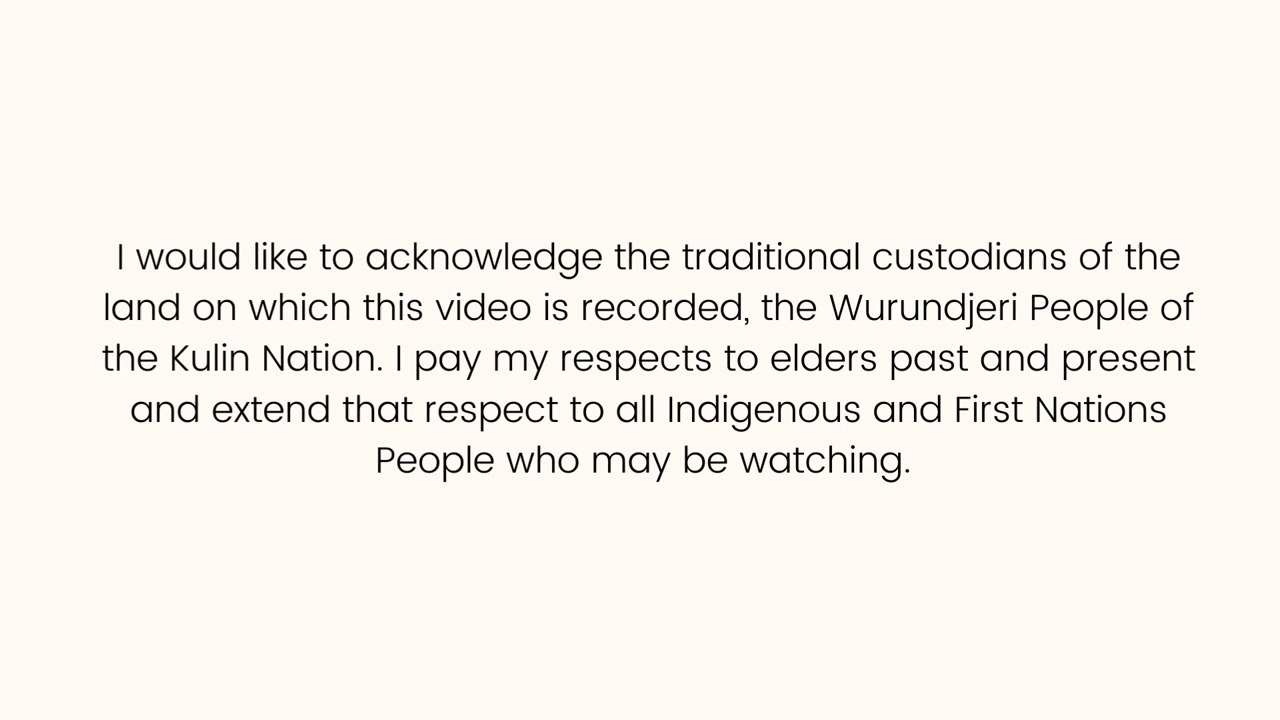 I would like to acknowledge the traditional custodians of the
land on which this video is recorded, the Wurundjeri People of
the Kulin Nation. I pay my respects to elders past and present
and extend that respect to all Indigenous and First Nations
People who may be watching.